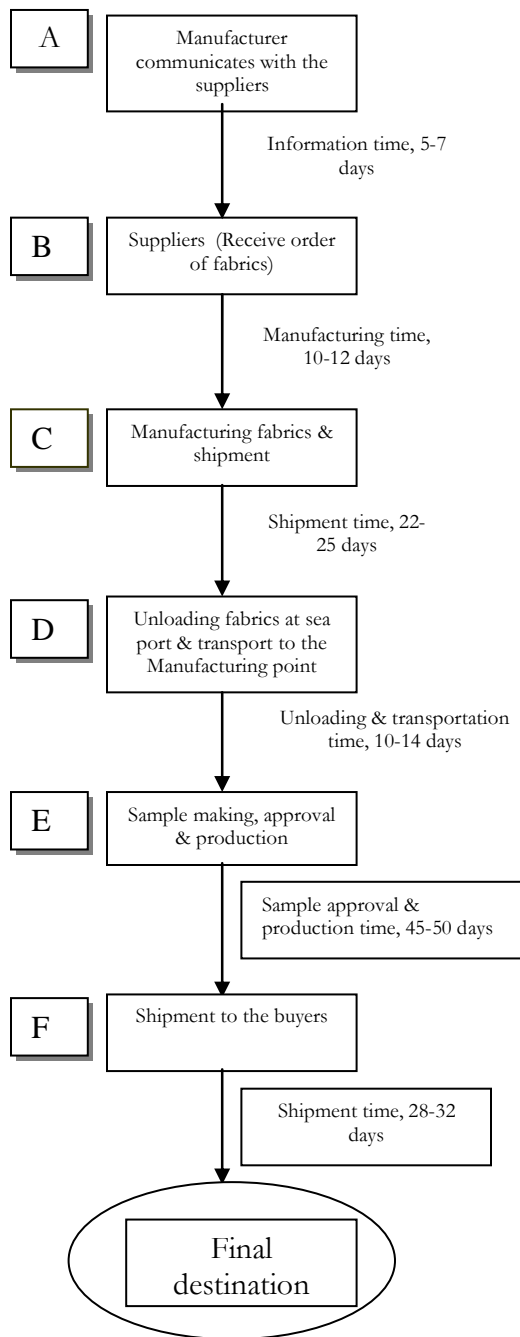 A
Manufacturer
communicates with the
suppliers
Information time, 5-7
days
B
Suppliers (Receive order
of fabrics)
Manufacturing time,
10-12 days
C
Manufacturing fabrics &
shipment
Shipment time, 22-
25 days
D
Unloading fabrics at sea
port & transport to the
Manufacturing point
Unloading & transportation
time, 10-14 days
E
Sample making, approval
& production
Sample approval &
production time, 45-50 days
F
Shipment to the buyers
Shipment time, 28-32
days
Final
destination